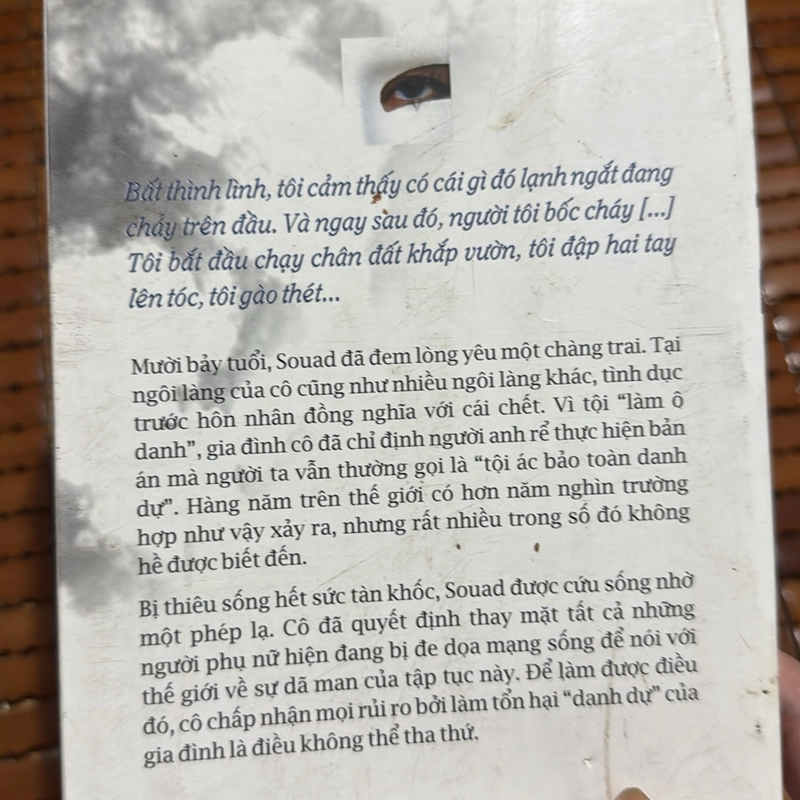 Bất thình lình, tôi cảm thấy có cái gì đó lạnh ngắt đang
chảy trên đầu. Và ngay sau đó, người tôi bốc cháy [...]
Tôi bắt đầu chạy chân đất khắp vườn, tôi đập hai tay
lên tóc, tôi gào thét...
Mười bảy tuổi, Souad đã đem lòng yêu một chàng trai. Tại
ngôi làng của cô cũng như nhiều ngôi làng khác, tình dục
trước hôn nhân đồng nghĩa với cái chết. Vì tội “làm ô
danh”, gia đình cô đã chỉ định người anh rể thực hiện bản
án mà người ta vẫn thường gọi là “tội ác bảo toàn danh
dự”. Hàng năm trên thế giới có hơn năm nghìn trường
hợp như vậy xảy ra, nhưng rất nhiều trong số đó không
hề được biết đến.
Bị thiêu sống hết sức tàn khốc, Souad được cứu sống nhờ
một phép lạ. Cô đã quyết định thay mặt tất cả những
người phụ nữ hiện đang bị đe dọa mạng sống để nói với
thế giới về sự dã man của tập tục này. Để làm được điều
đó, cô chấp nhận mọi rủi ro bởi làm tổn hại “danh dự” của
gia đình là điều không thể tha thứ.